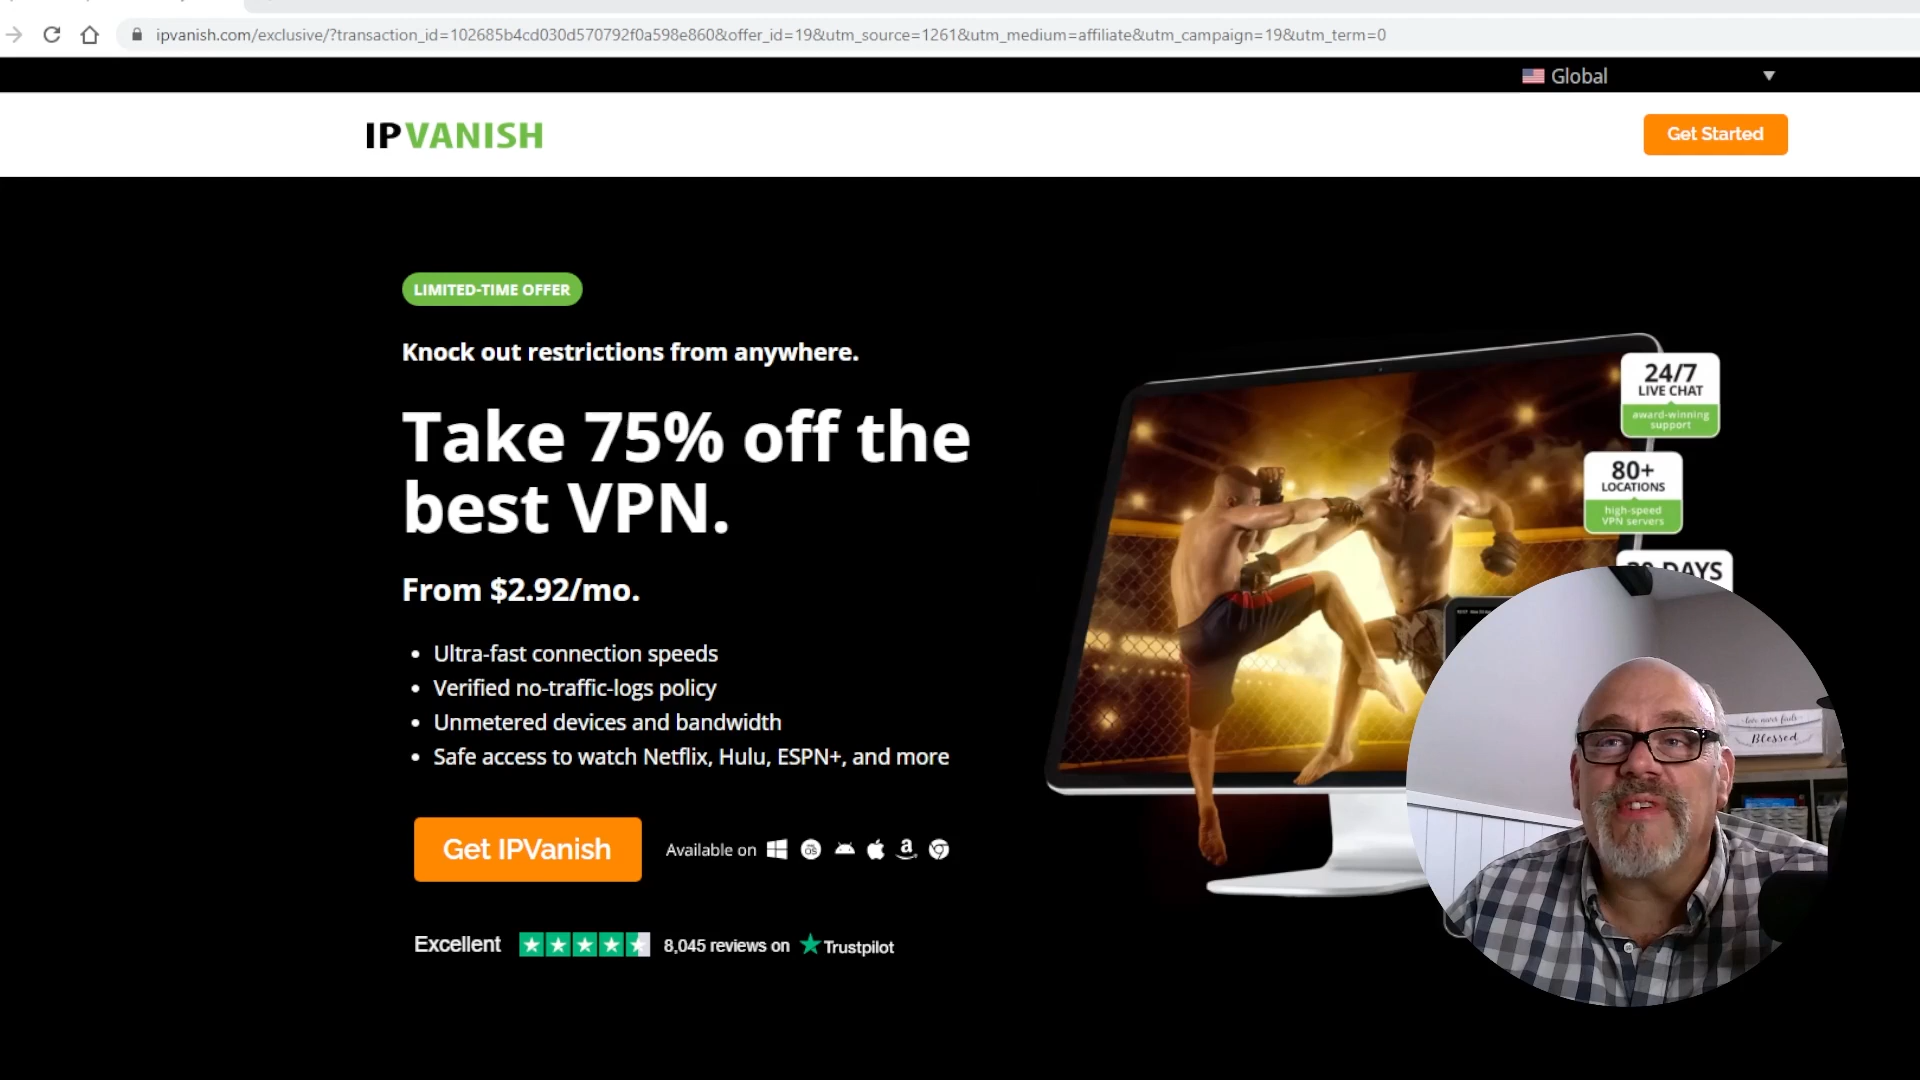 ipvanish.com/exclusive/?transaction_id=102685b4cd030d570792f0a598e860&offer_id=19&utm_source=1261&utm_medium=affiliate&utm_campaign=19&utm_term=0
Global
IPVANISH
Get Started
LIMITED-TIME OFFER
Knock out restrictions from anywhere.
Take 75% off the
best VPN.
From $2.92/mo.
• Ultra-fast connection speeds
• Verified no-traffic-logs policy
• Unmetered devices and bandwidth
• Safe access to watch Netflix, Hulu, ESPN+, and more
Get IPVanish
Available on
Excellent
8,045 reviews on
Trustpilot
24/7
LIVE CHAT
award-winning
support
80+
LOCATIONS
high-speed
VPN servers
DAYS
Blessed